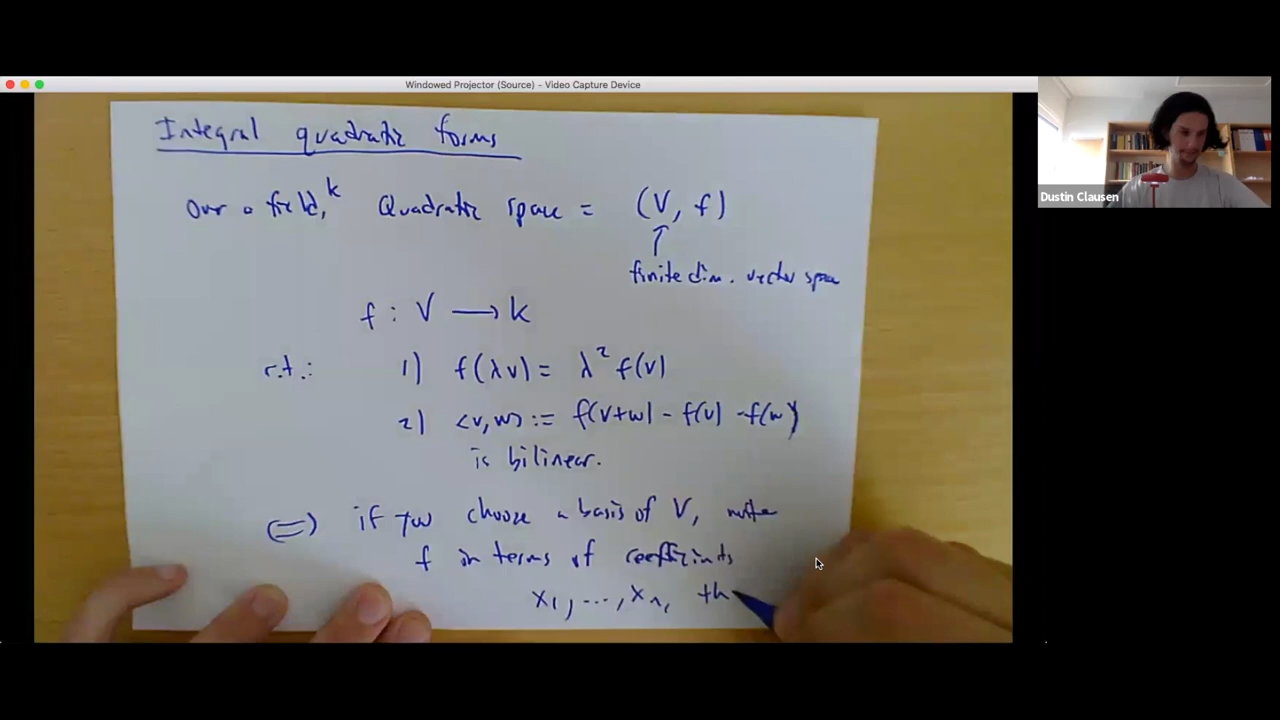 Windowed Projector (Source) - Video Capture Device
Integral quadratic forms
Over a field, k Quadratic space = (V, f)
↑
finite dim. vector space
f : V ⟶ k
s.t.: 1) f(λv) = λ² f(v)
2) <v,w> := f(v+w) - f(v) - f(w)
is bilinear.
(=) if you choose a basis of V, write
f in terms of coefficients
x₁, ..., xₙ, th
Dustin Clausen